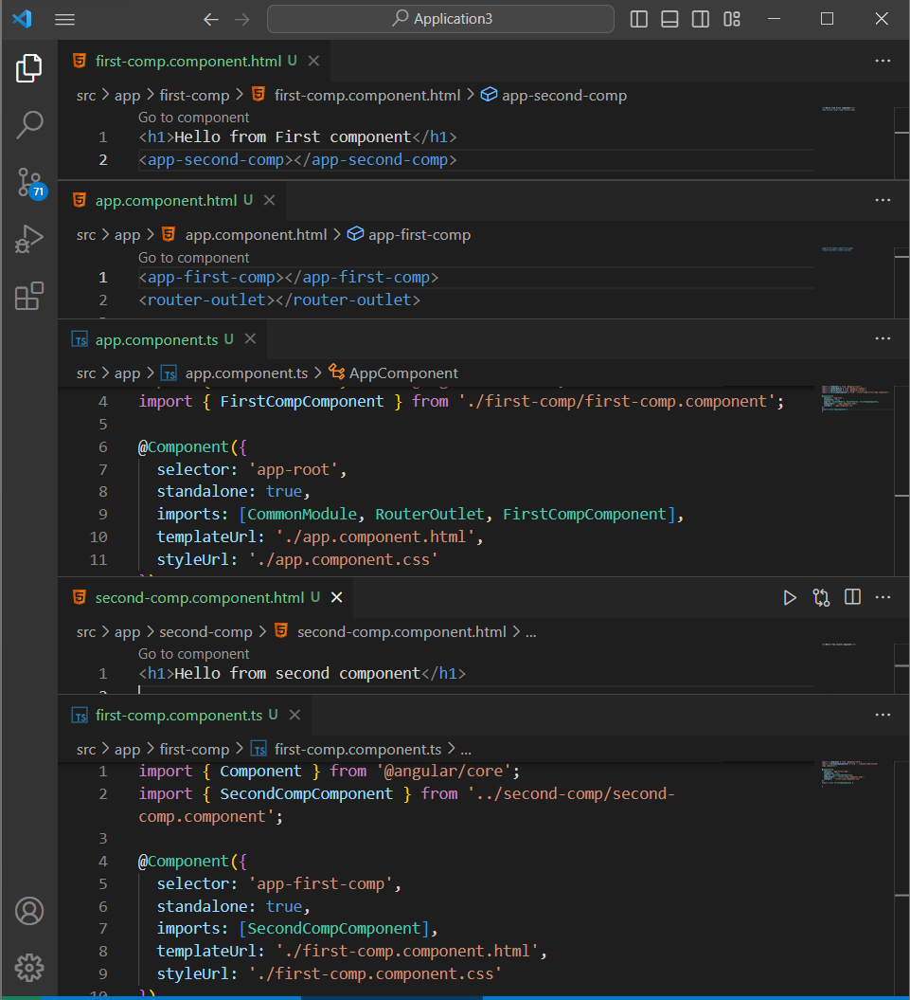 Application3
first-comp.component.html U
src > app > first-comp > first-comp.component.html > app-second-comp
Go to component
1 <h1>Hello from First component</h1>
2 <app-second-comp></app-second-comp>
71
app.component.html U
src > app > app.component.html > app-first-comp
Go to component
1 <app-first-comp></app-first-comp>
2 <router-outlet></router-outlet>
TS app.component.ts U
src > app > TS app.component.ts > AppComponent
4 import { FirstCompComponent } from './first-comp/first-comp.component';
5
6 @Component({
7 selector: 'app-root',
8 standalone: true,
9 imports: [CommonModule, RouterOutlet, FirstCompComponent],
10 templateUrl: './app.component.html',
11 styleUrl: './app.component.css'
})
second-comp.component.html U
src > app > second-comp > second-comp.component.html > ...
Go to component
1 <h1>Hello from second component</h1>
2
TS first-comp.component.ts U
src > app > first-comp > TS first-comp.component.ts > ...
1 import { Component } from '@angular/core';
2 import { SecondCompComponent } from '../second-comp/second-
comp.component';
3
4 @Component({
5 selector: 'app-first-comp',
6 standalone: true,
7 imports: [SecondCompComponent],
8 templateUrl: './first-comp.component.html',
9 styleUrl: './first-comp.component.css'
10 })